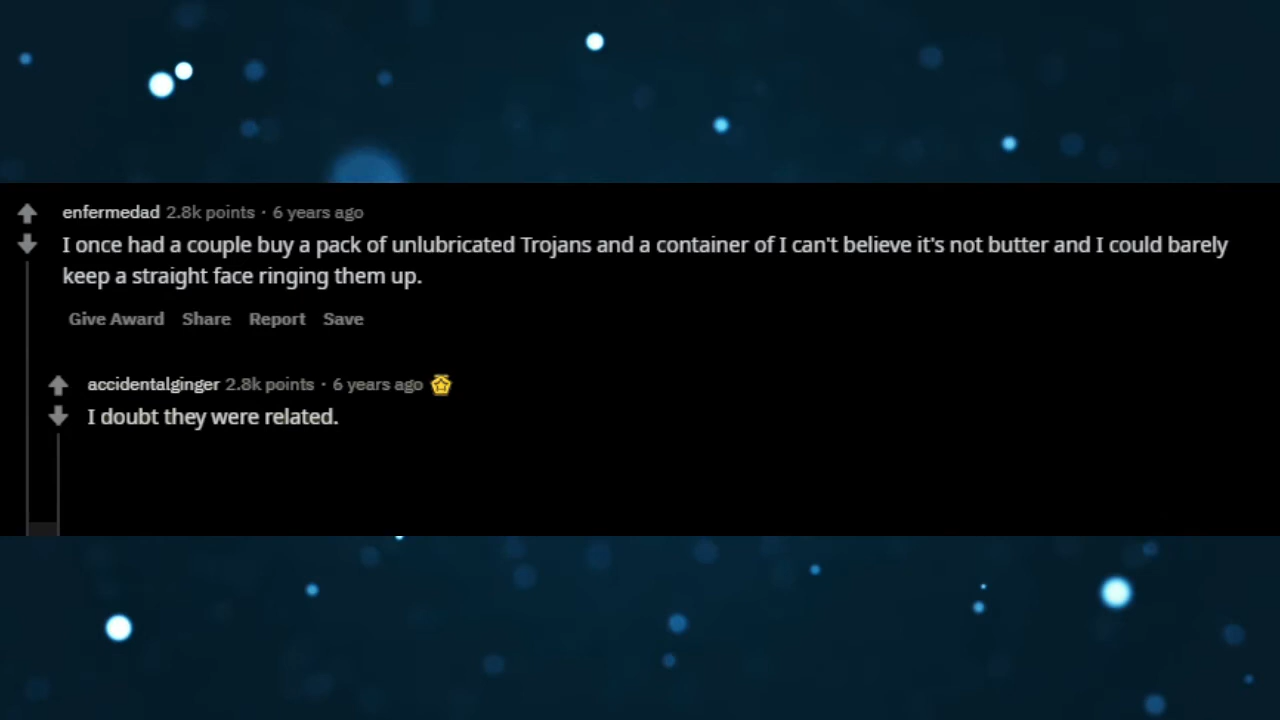 enfermedad 2.8k points · 6 years ago
I once had a couple buy a pack of unlubricated Trojans and a container of I can't believe it's not butter and I could barely
keep a straight face ringing them up.
Give Award Share Report Save
accidentalginger 2.8k points · 6 years ago
I doubt they were related.